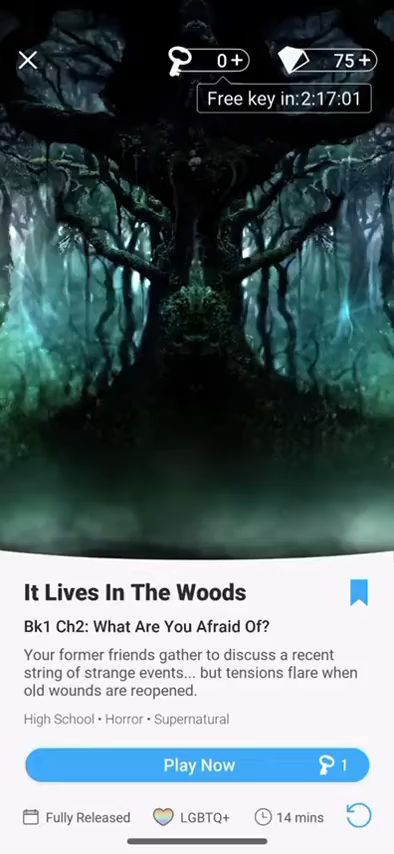 0+
75+
Free key in:2:17:01
It Lives In The Woods
Bk1 Ch2: What Are You Afraid Of?
Your former friends gather to discuss a recent
string of strange events... but tensions flare when
old wounds are reopened.
High School • Horror • Supernatural
Play Now 1
Fully Released LGBTQ+ 14 mins